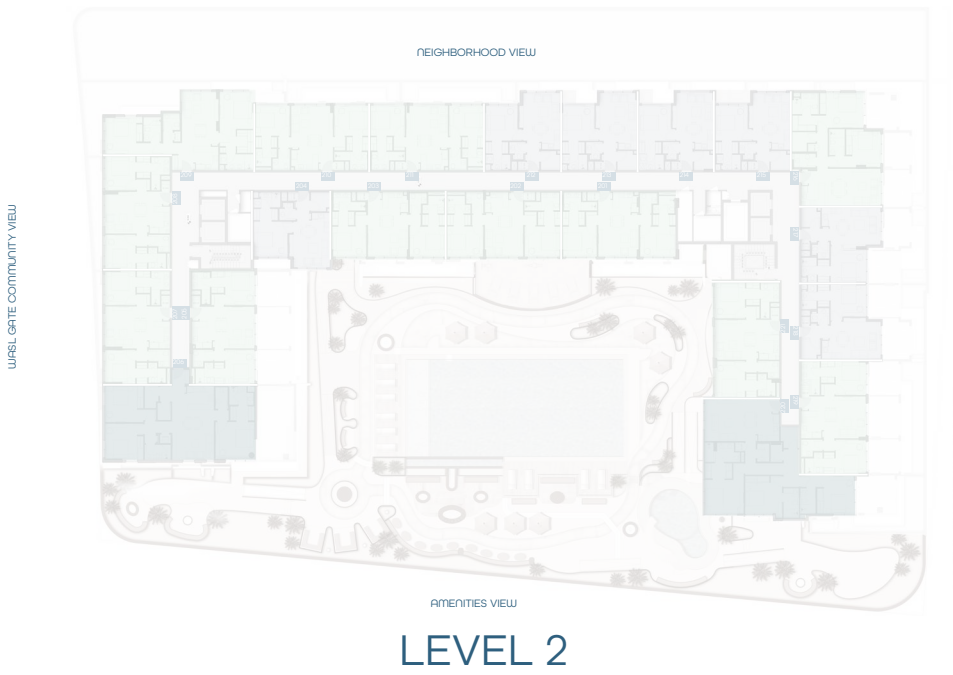 NEIGHBORHOOD VIEW
WASL GATE COMMUNITY VIEW
AMENITIES VIEW
LEVEL 2